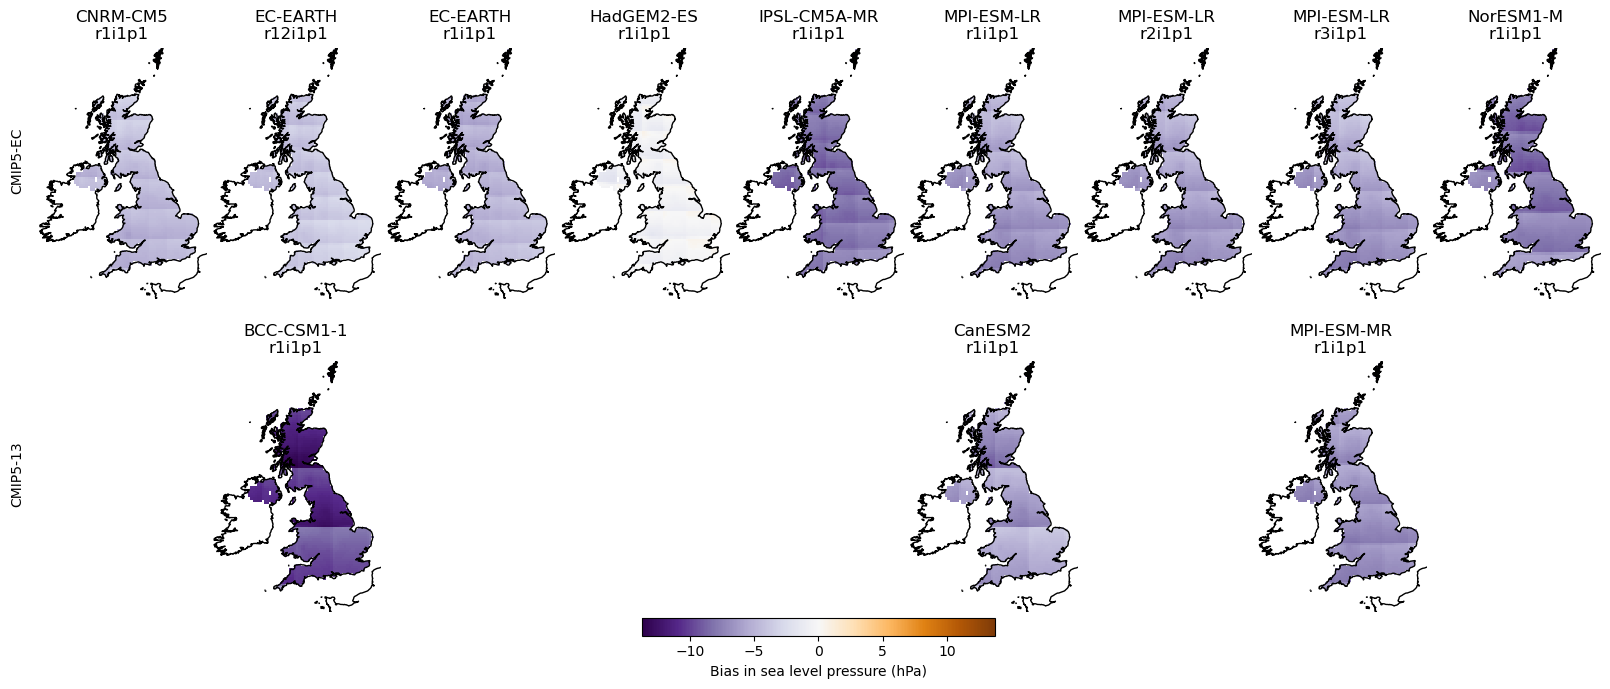 CNRM-CM5
r1i1p1
EC-EARTH
r12i1p1
EC-EARTH
r1i1p1
HadGEM2-ES
r1i1p1
IPSL-CM5A-MR
r1i1p1
MPI-ESM-LR
r1i1p1
MPI-ESM-LR
r2i1p1
MPI-ESM-LR
r3i1p1
NorESM1-M
r1i1p1
CMIP5-EC
BCC-CSM1-1
r1i1p1
CanESM2
r1i1p1
MPI-ESM-MR
r1i1p1
CMIP5-13
−10 −5 0 5 10
Bias in sea level pressure (hPa)